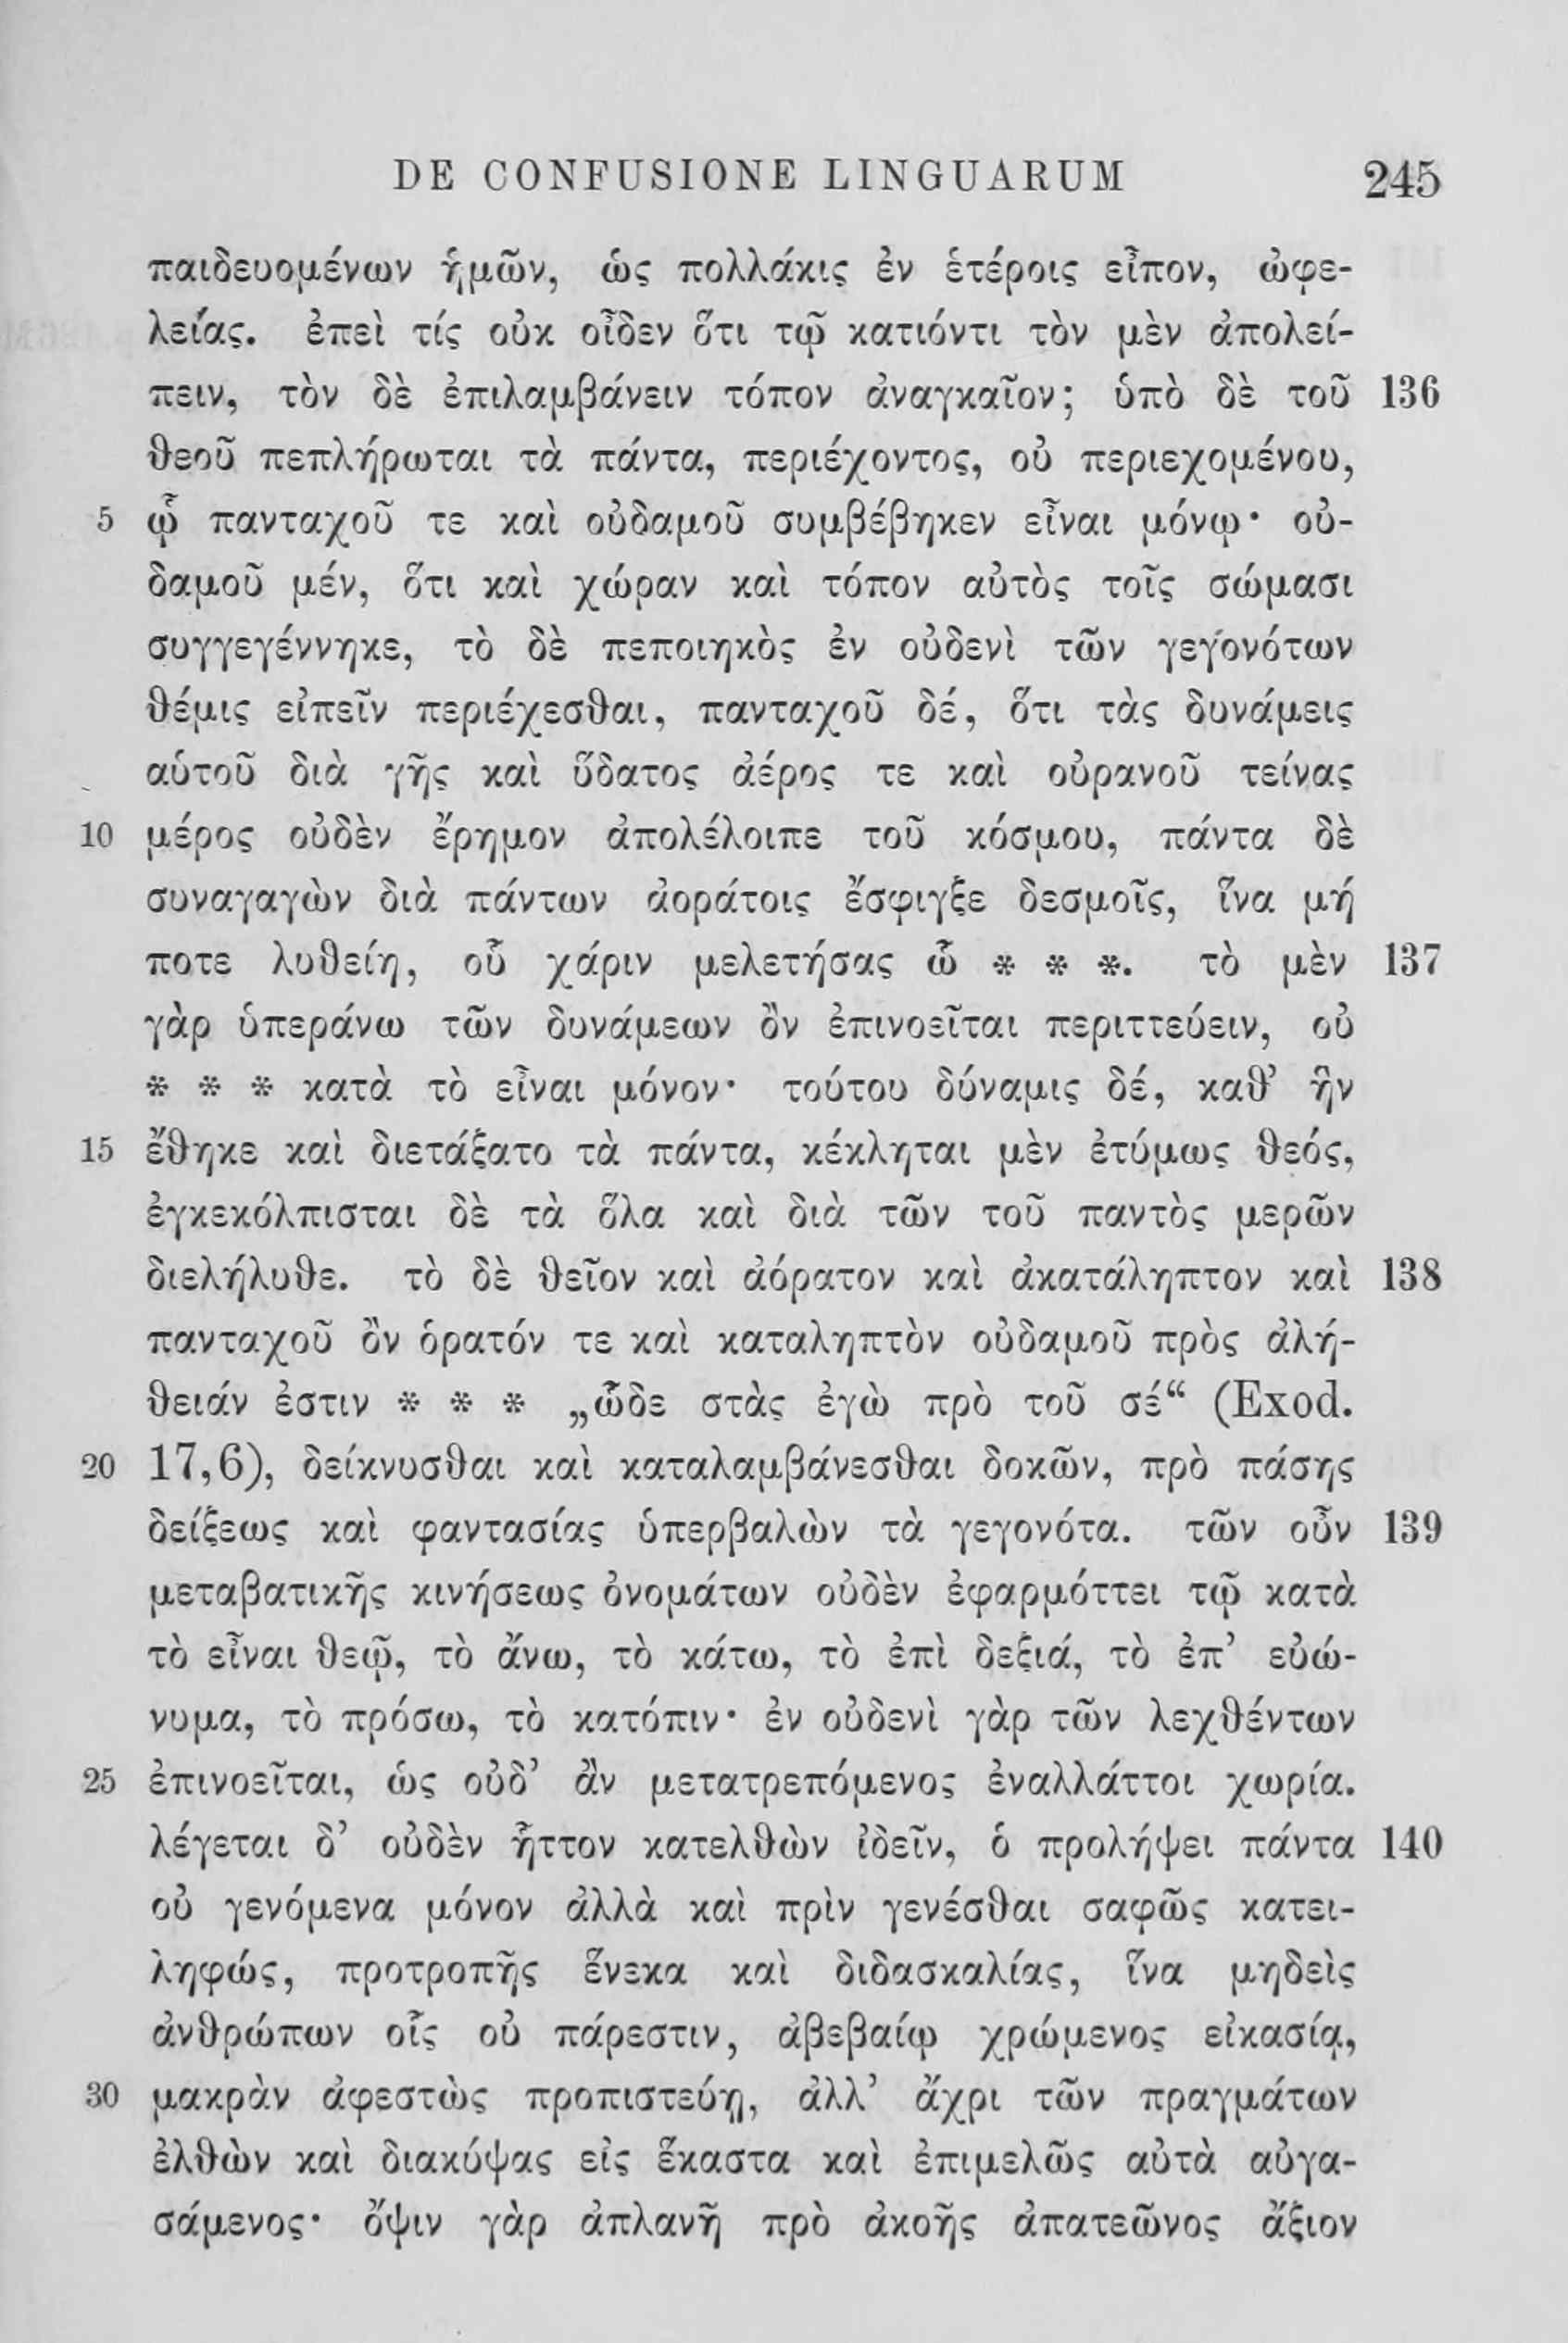 DE CONFUSIONE LINGUARUM 245
παιδευομένων ἡμῶν, ὡς πολλάκις ἐν ἑτέροις εἶπον, ὠφε-
λείας. ἐπεὶ τίς οὐκ οἶδεν ὅτι τῷ κατιόντι τὸν μὲν ἀπολεί-
πειν, τὸν δὲ ἐπιλαμβάνειν τόπον ἀναγκαῖον; ὑπὸ δὲ τοῦ 136
θεοῦ πεπλήρωται τὰ πάντα, περιέχοντος, οὐ περιεχομένου,
5 ᾧ πανταχοῦ τε καὶ οὐδαμοῦ συμβέβηκεν εἶναι μόνῳ· οὐ-
δαμοῦ μέν, ὅτι καὶ χώραν καὶ τόπον αὐτὸς τοῖς σώμασι
συγγεγέννηκε, τὸ δὲ πεποιηκὸς ἐν οὐδενὶ τῶν γεγονότων
θέμις εἰπεῖν περιέχεσθαι, πανταχοῦ δέ, ὅτι τὰς δυνάμεις
αὑτοῦ διὰ γῆς καὶ ὕδατος ἀέρος τε καὶ οὐρανοῦ τείνας
10 μέρος οὐδὲν ἔρημον ἀπολέλοιπε τοῦ κόσμου, πάντα δὲ
συναγαγὼν διὰ πάντων ἀοράτοις ἔσφιγξε δεσμοῖς, ἵνα μή
ποτε λυθείη, οὗ χάριν μελετήσας ὦ * * *. τὸ μὲν 137
γὰρ ὑπεράνω τῶν δυνάμεων ὂν ἐπινοεῖται περιττεύειν, οὐ
* * * κατὰ τὸ εἶναι μόνον· τούτου δύναμις δέ, καθ’ ἣν
15 ἔθηκε καὶ διετάξατο τὰ πάντα, κέκληται μὲν ἐτύμως θεός,
ἐγκεκόλπισται δὲ τὰ ὅλα καὶ διὰ τῶν τοῦ παντὸς μερῶν
διελήλυθε. τὸ δὲ θεῖον καὶ ἀόρατον καὶ ἀκατάληπτον καὶ 138
πανταχοῦ ὂν ὁρατόν τε καὶ καταληπτὸν οὐδαμοῦ πρὸς ἀλή-
θειάν ἐστιν * * * „ὧδε στὰς ἐγὼ πρὸ τοῦ σέ“ (Exod.
20 17,6), δείκνυσθαι καὶ καταλαμβάνεσθαι δοκῶν, πρὸ πάσης
δείξεως καὶ φαντασίας ὑπερβαλὼν τὰ γεγονότα. τῶν οὖν 139
μεταβατικῆς κινήσεως ὀνομάτων οὐδὲν ἐφαρμόττει τῷ κατὰ
τὸ εἶναι θεῷ, τὸ ἄνω, τὸ κάτω, τὸ ἐπὶ δεξιά, τὸ ἐπ’ εὐώ-
νυμα, τὸ πρόσω, τὸ κατόπιν· ἐν οὐδενὶ γὰρ τῶν λεχθέντων
25 ἐπινοεῖται, ὡς οὐδ’ ἂν μετατρεπόμενος ἐναλλάττοι χωρία.
λέγεται δ’ οὐδὲν ἧττον κατελθὼν ἰδεῖν, ὁ προλήψει πάντα 140
οὐ γενόμενα μόνον ἀλλὰ καὶ πρὶν γενέσθαι σαφῶς κατει-
ληφώς, προτροπῆς ἕνεκα καὶ διδασκαλίας, ἵνα μηδεὶς
ἀνθρώπων οἷς οὐ πάρεστιν, ἀβεβαίῳ χρώμενος εἰκασίᾳ,
30 μακρὰν ἀφεστὼς προπιστεύῃ, ἀλλ’ ἄχρι τῶν πραγμάτων
ἐλθὼν καὶ διακύψας εἰς ἕκαστα καὶ ἐπιμελῶς αὐτὰ αὐγα-
σάμενος· ὄψιν γὰρ ἀπλανῆ πρὸ ἀκοῆς ἀπατεῶνος ἄξιον